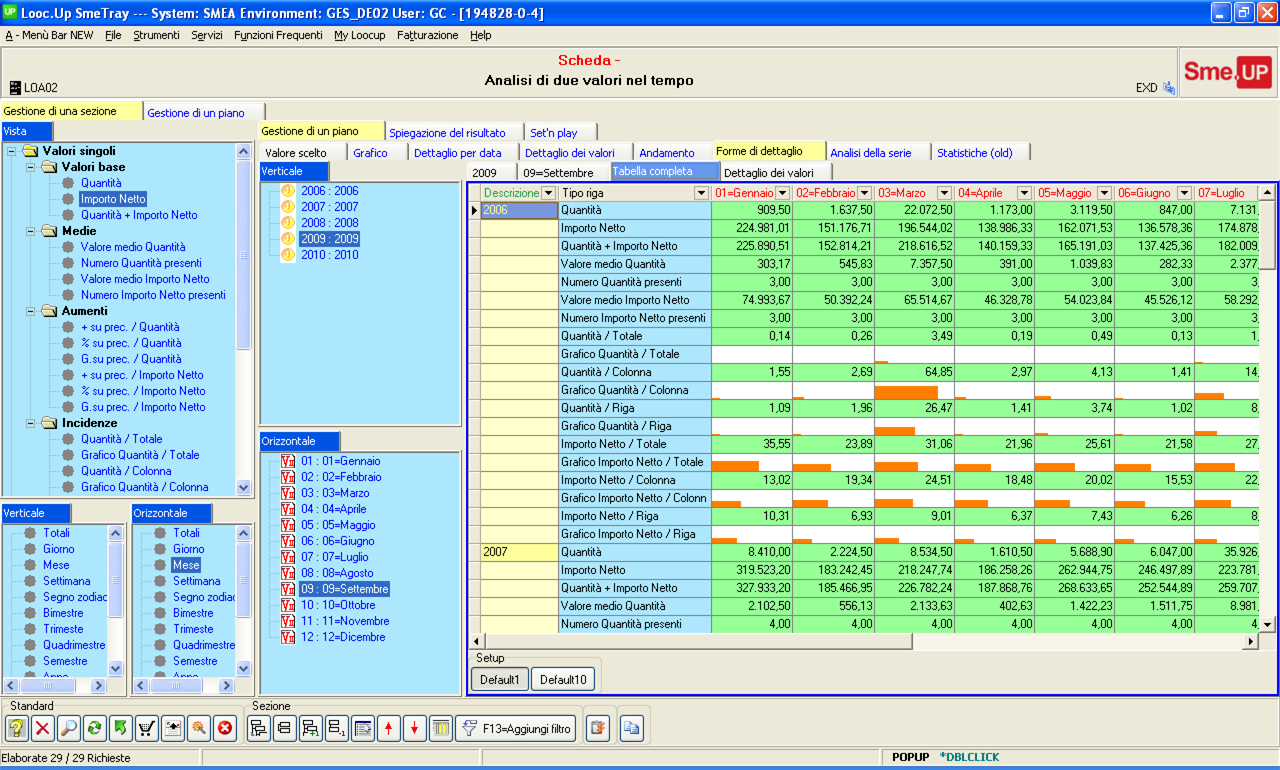 UP Looc.Up SmeTray --- System: SMEA Environment: GES_DE02 User: GC - [194828-0-4]
A - Menù Bar NEW File Strumenti Servizi Funzioni Frequenti My Loocup Fatturazione Help
Scheda -
Analisi di due valori nel tempo
LOA02 EXD Sme.UP
Gestione di una sezione Gestione di un piano
Vista
Valori singoli
Valori base
Quantità
Importo Netto
Quantità + Importo Netto
Medie
Valore medio Quantità
Numero Quantità presenti
Valore medio Importo Netto
Numero Importo Netto presenti
Aumenti
+ su prec. / Quantità
% su prec. / Quantità
G.su prec. / Quantità
+ su prec. / Importo Netto
% su prec. / Importo Netto
G.su prec. / Importo Netto
Incidenze
Quantità / Totale
Grafico Quantità / Totale
Quantità / Colonna
Grafico Quantità / Colonna
Verticale
Totali
Giorno
Mese
Settimana
Segno zodiac
Bimestre
Trimestre
Quadrimestre
Semestre
Anno
Orizzontale
Totali
Giorno
Mese
Settimana
Segno zodiac
Bimestre
Trimestre
Quadrimestre
Semestre
Anno
Gestione di un piano Spiegazione del risultato Set'n play
Valore scelto Grafico Dettaglio per data Dettaglio dei valori Andamento Forme di dettaglio Analisi della serie Statistiche (old)
Verticale
2006 : 2006
2007 : 2007
2008 : 2008
2009 : 2009
2010 : 2010
Orizzontale
01 : 01=Gennaio
02 : 02=Febbraio
03 : 03=Marzo
04 : 04=Aprile
05 : 05=Maggio
06 : 06=Giugno
07 : 07=Luglio
08 : 08=Agosto
09 : 09=Settembre
10 : 10=Ottobre
11 : 11=Novembre
12 : 12=Dicembre
2009 09=Settembre Tabella completa Dettaglio dei valori
Descrizione Tipo riga 01=Gennaio 02=Febbraio 03=Marzo 04=Aprile 05=Maggio 06=Giugno 07=Luglio
2006 Quantità 909,50 1.637,50 22.072,50 1.173,00 3.119,50 847,00 7.131,
Importo Netto 224.981,01 151.176,71 196.544,02 138.986,33 162.071,53 136.578,36 174.878,
Quantità + Importo Netto 225.890,51 152.814,21 218.616,52 140.159,33 165.191,03 137.425,36 182.009,
Valore medio Quantità 303,17 545,83 7.357,50 391,00 1.039,83 282,33 2.377,
Numero Quantità presenti 3,00 3,00 3,00 3,00 3,00 3,00 3,
Valore medio Importo Netto 74.993,67 50.392,24 65.514,67 46.328,78 54.023,84 45.526,12 58.292,
Numero Importo Netto presenti 3,00 3,00 3,00 3,00 3,00 3,00 3,
Quantità / Totale 0,14 0,26 3,49 0,19 0,49 0,13 1,
Grafico Quantità / Totale
Quantità / Colonna 1,55 2,69 64,85 2,97 4,13 1,41 14,
Grafico Quantità / Colonna
Quantità / Riga 1,09 1,96 26,47 1,41 3,74 1,02 8,
Grafico Quantità / Riga
Importo Netto / Totale 35,55 23,89 31,06 21,96 25,61 21,58 27,
Grafico Importo Netto / Totale
Importo Netto / Colonna 13,02 19,34 24,51 18,48 20,02 15,53 22,
Grafico Importo Netto / Colonn
Importo Netto / Riga 10,31 6,93 9,01 6,37 7,43 6,26 8,
Grafico Importo Netto / Riga
2007 Quantità 8.410,00 2.224,50 8.534,50 1.610,50 5.688,90 6.047,00 35.926,
Importo Netto 319.523,20 183.242,45 218.247,74 186.258,26 262.944,75 246.497,89 223.781,
Quantità + Importo Netto 327.933,20 185.466,95 226.782,24 187.868,76 268.633,65 252.544,89 259.707,
Valore medio Quantità 2.102,50 556,13 2.133,63 402,63 1.422,23 1.511,75 8.981,
Numero Quantità presenti 4,00 4,00 4,00 4,00 4,00 4,00 4,
Setup
Default1 Default10
Standard Sezione
F13=Aggiungi filtro
Elaborate 29 / 29 Richieste POPUP *DBLCLICK